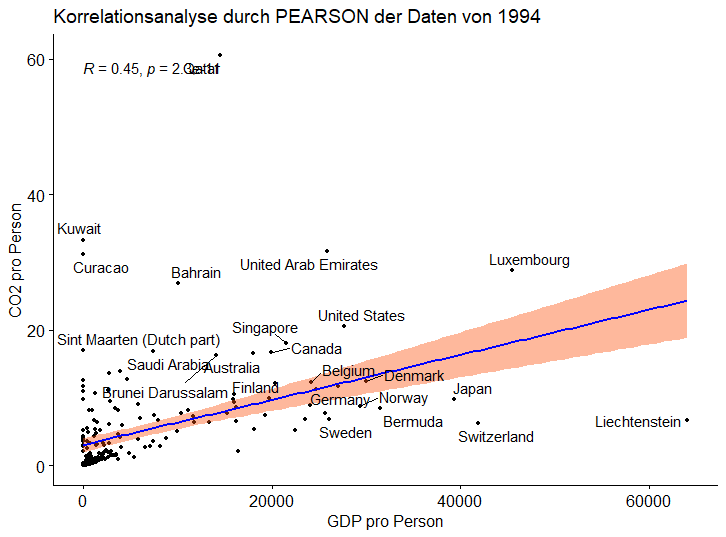 Korrelationsanalyse durch PEARSON der Daten von 1994
60
R = 0.45, p = 2.
Qatar
40
Kuwait
Curacao
Bahrain
United Arab Emirates
Luxembourg
Sint Maarten (Dutch part)
Singapore
United States
20
Saudi Arabia
Australia
Canada
Brunei Darussalam
Finland
Belgium
Denmark
Germany
Norway
Japan
Sweden
Bermuda
Switzerland
Liechtenstein
0
CO2 pro Person
0
20000
40000
60000
GDP pro Person